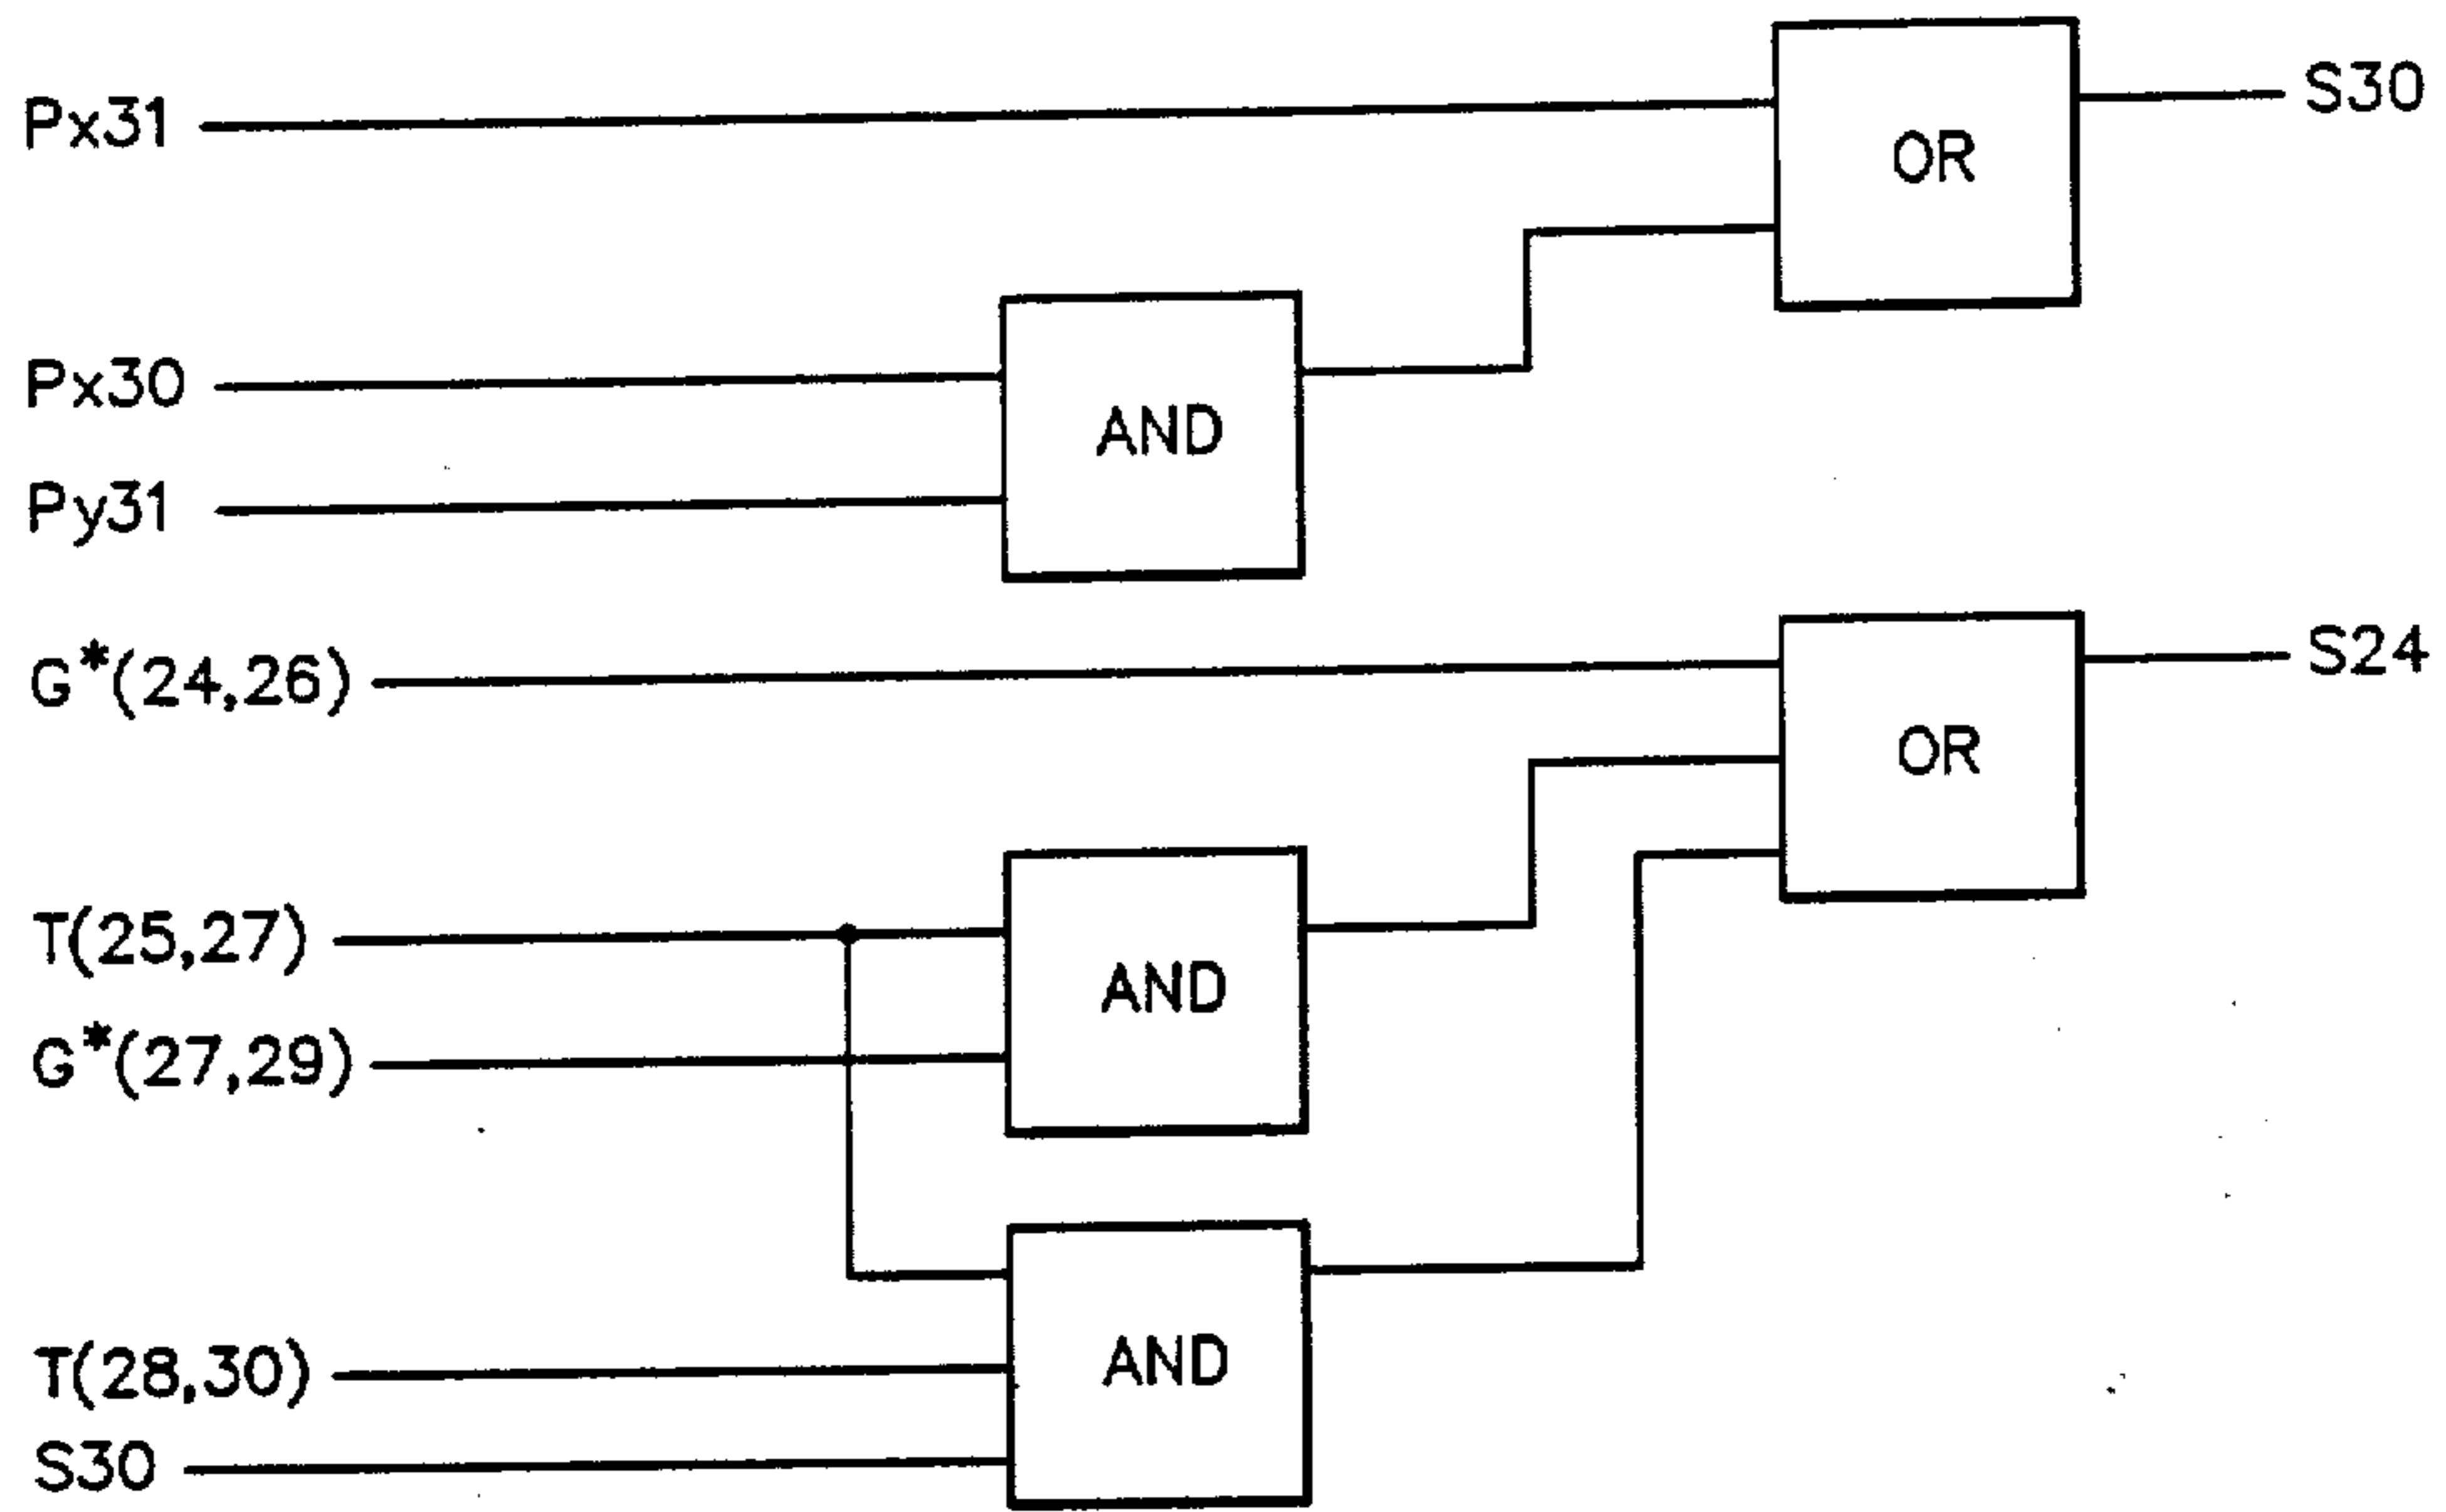 Px31
S30
OR
Px30
AND
Py31
G*(24,26)
S24
OR
T(25,27)
AND
G*(27,29)
T(28,30)
AND
S30